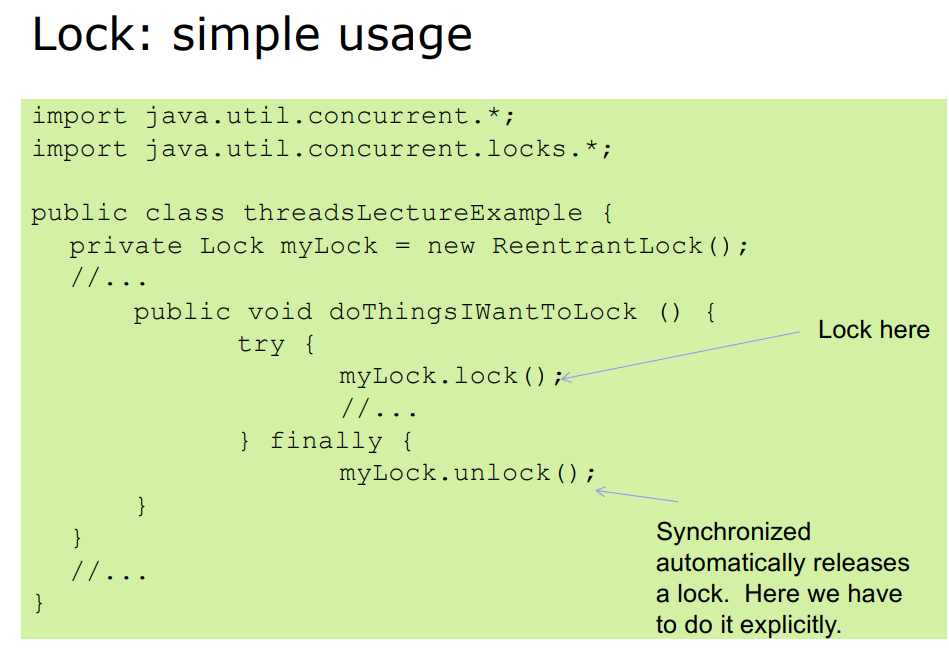 Lock: simple usage
import java.util.concurrent.*;
import java.util.concurrent.locks.*;
public class threadsLectureExample {
private Lock myLock = new ReentrantLock();
//...
public void doThingsIWantToLock () {
try {
myLock.lock();
//...
} finally {
myLock.unlock();
}
}
//...
}
Lock here
Synchronized
automatically releases
a lock. Here we have
to do it explicitly.